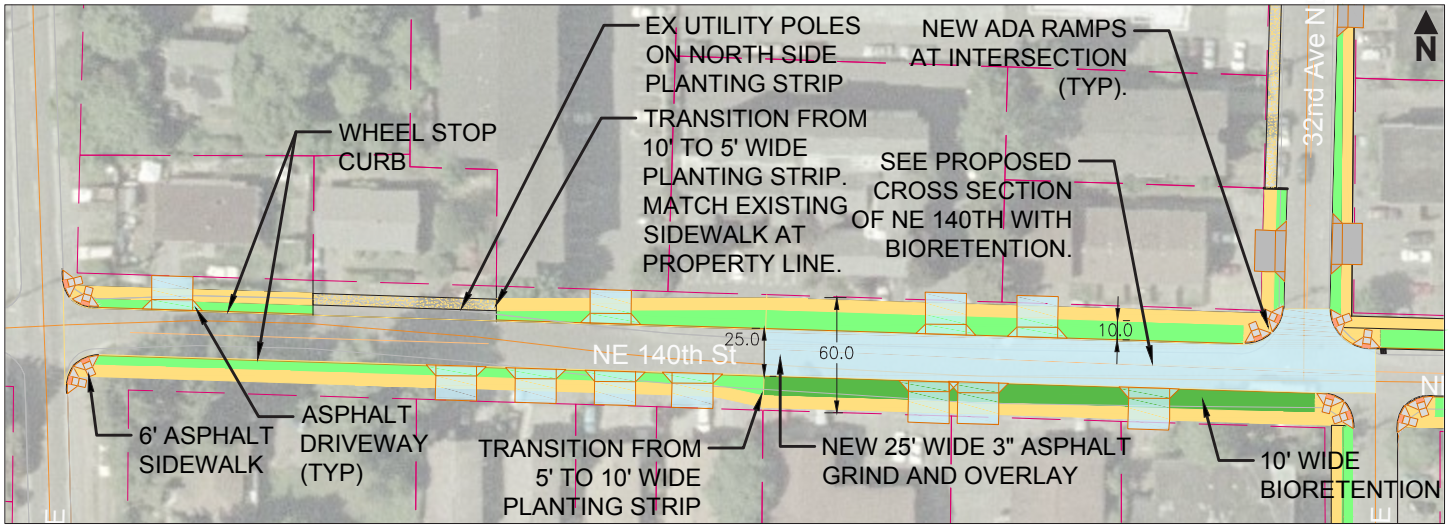 EX UTILITY POLES
ON NORTH SIDE
PLANTING STRIP
NEW ADA RAMPS
AT INTERSECTION
(TYP).
N
32nd Ave N
WHEEL STOP
CURB
TRANSITION FROM
10' TO 5' WIDE
PLANTING STRIP.
MATCH EXISTING
SIDEWALK AT
PROPERTY LINE.
SEE PROPOSED
CROSS SECTION
OF NE 140TH WITH
BIORETENTION.
25.0
60.0
10.0
NE 140th St
N
6' ASPHALT
SIDEWALK
ASPHALT
DRIVEWAY
(TYP)
TRANSITION FROM
5' TO 10' WIDE
PLANTING STRIP
NEW 25' WIDE 3" ASPHALT
GRIND AND OVERLAY
10' WIDE
BIORETENTION
E
E